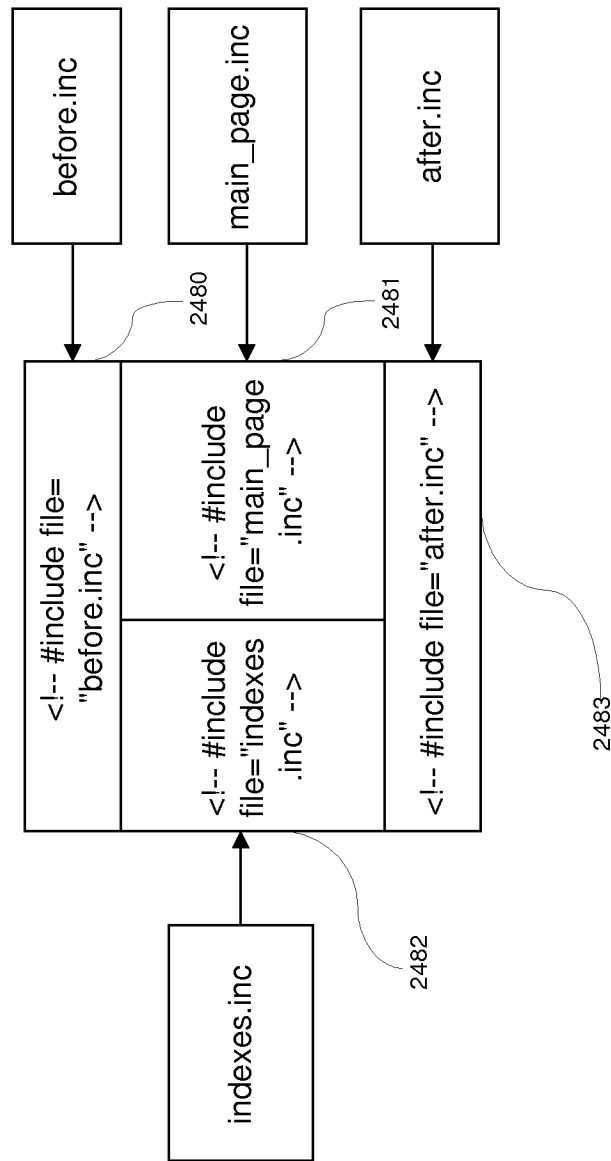 before.inc
main_page.inc
after.inc
2480
2481
<!-- #include file=
"before.inc" -->
<!-- #include
file="main_page
.inc" -->
<!-- #include
file="indexes
.inc" -->
<!-- #include file="after.inc" -->
2483
2482
indexes.inc